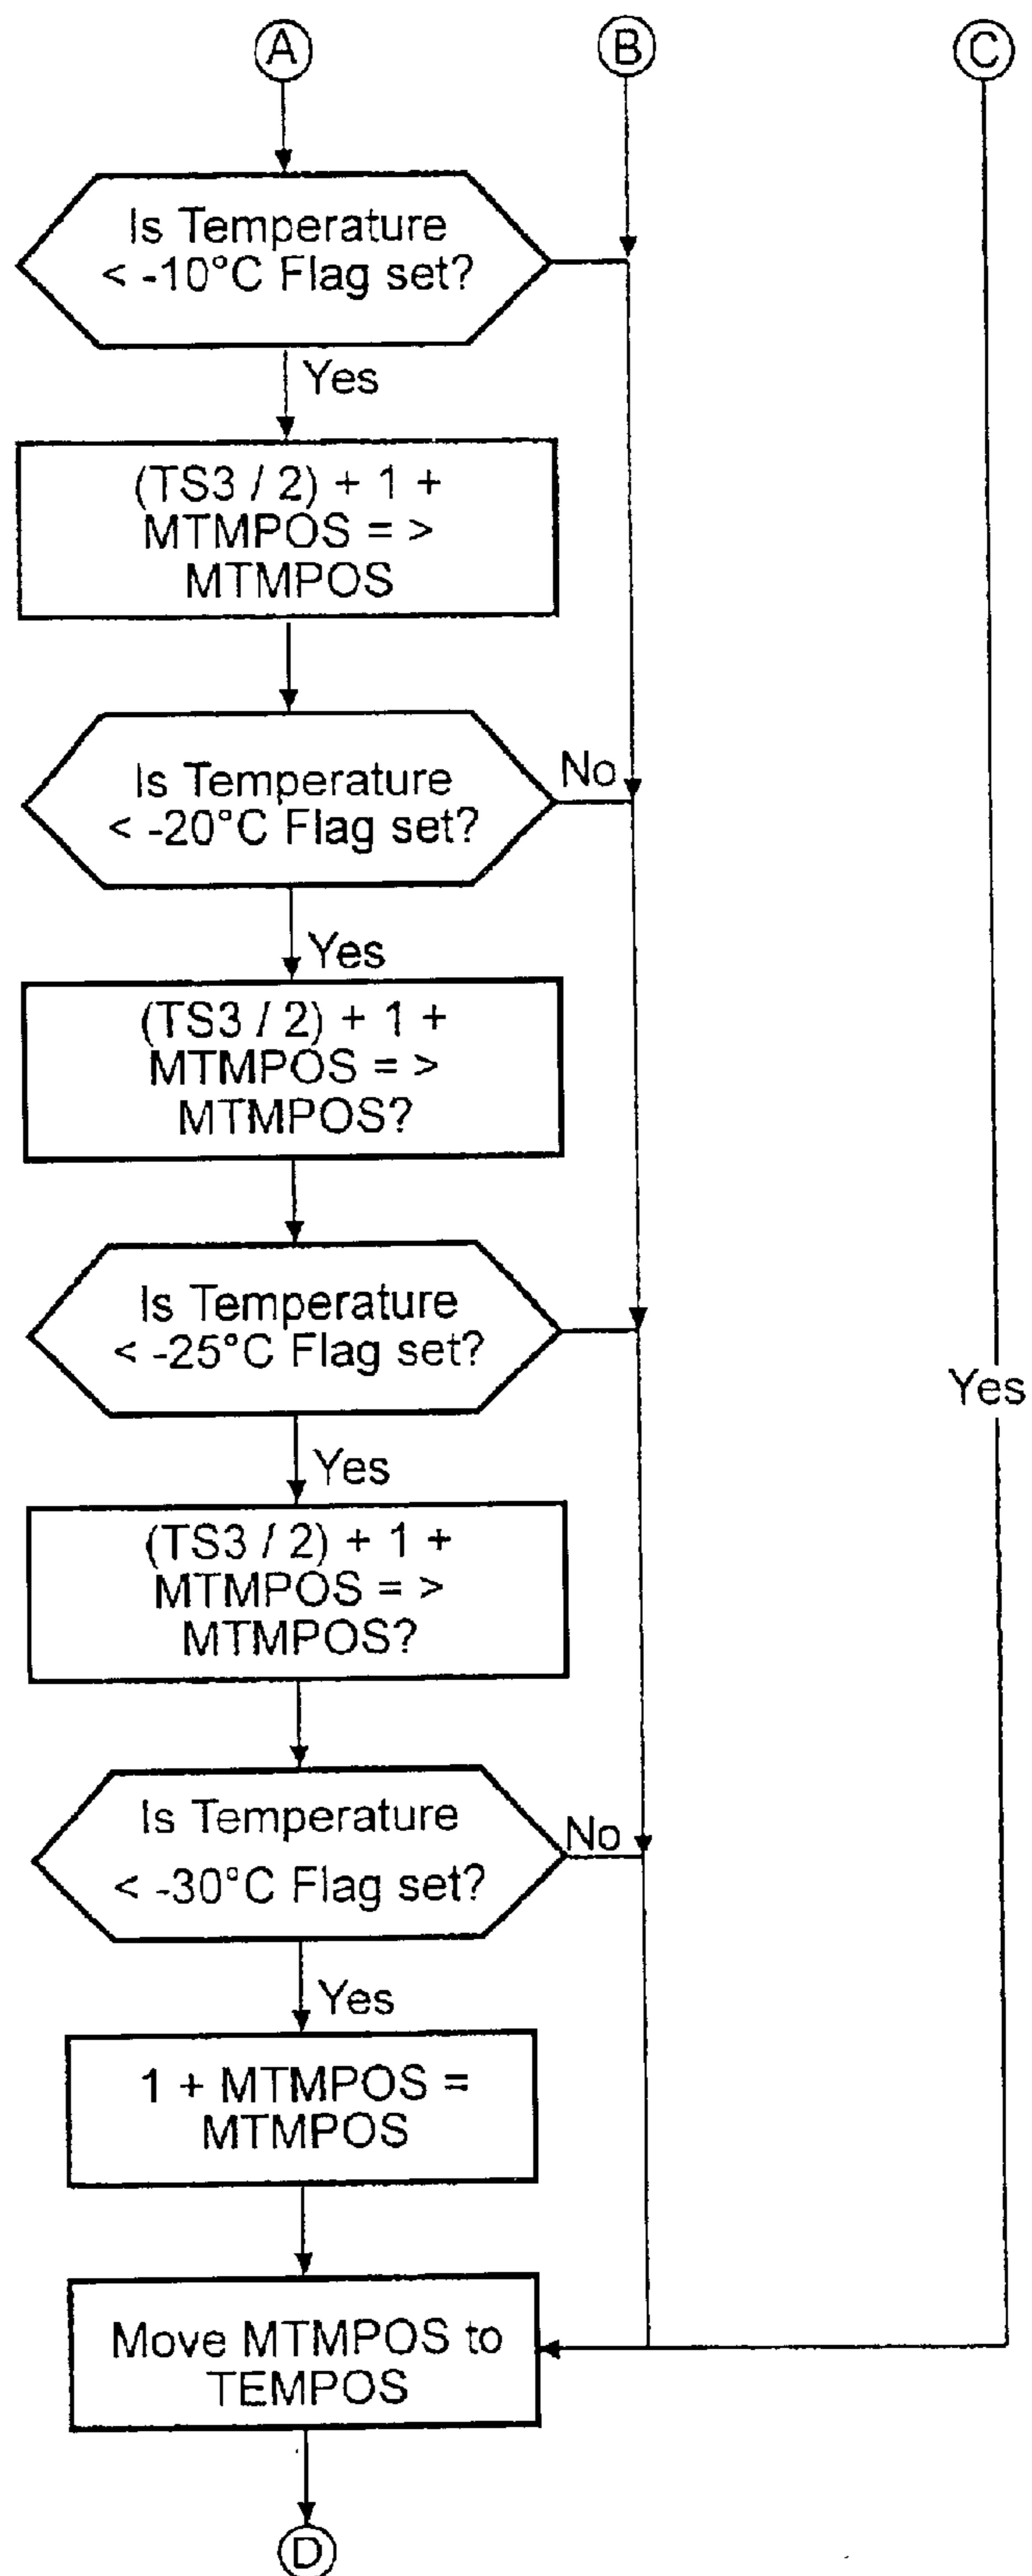 A
B
C
Is Temperature
< -10°C Flag set?
Yes
(TS3 / 2) + 1 +
MTMPOS = >
MTMPOS
Is Temperature
< -20°C Flag set?
No
Yes
(TS3 / 2) + 1 +
MTMPOS = >
MTMPOS?
Is Temperature
< -25°C Flag set?
Yes
Yes
(TS3 / 2) + 1 +
MTMPOS = >
MTMPOS?
Is Temperature
< -30°C Flag set?
No
Yes
1 + MTMPOS =
MTMPOS
Move MTMPOS to
TEMPOS
D